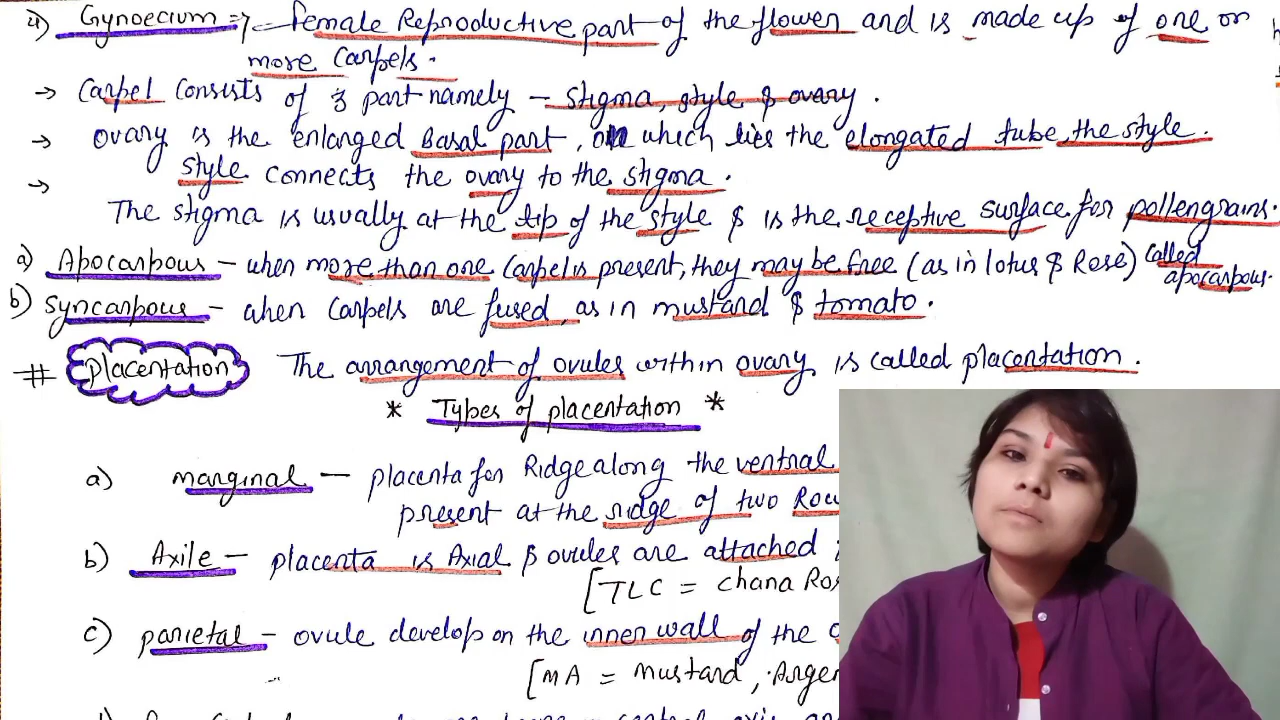 4) Gynoecium => - female Reproductive part of the flower and is made up of one or
more carpels.
→ Carpel consists of 3 part namely - stigma, style & ovary.
→ ovary is the enlarged Basal part, on which lies the elongated tube the style.
→ style connects the ovary to the stigma.
The stigma is usually at the tip of the style & is the receptive surface for pollengrains.
a) Apocarpous - when more than one carpel is present, they may be free (as in lotus & Rose) called apocarpous.
b) syncarpous - when carpels are fused, as in mustard & tomato.
# Placentation The arrangement of ovules within ovary is called placentation.
* Types of placentation *
a) marginal — placenta for Ridge along the ventral
present at the ridge of two Row
b) Axile - placenta is Axial & ovules are attached
[TLC = china Ros
c) parietal - ovule develop on the inner wall of the
[MA = mustard, Argem